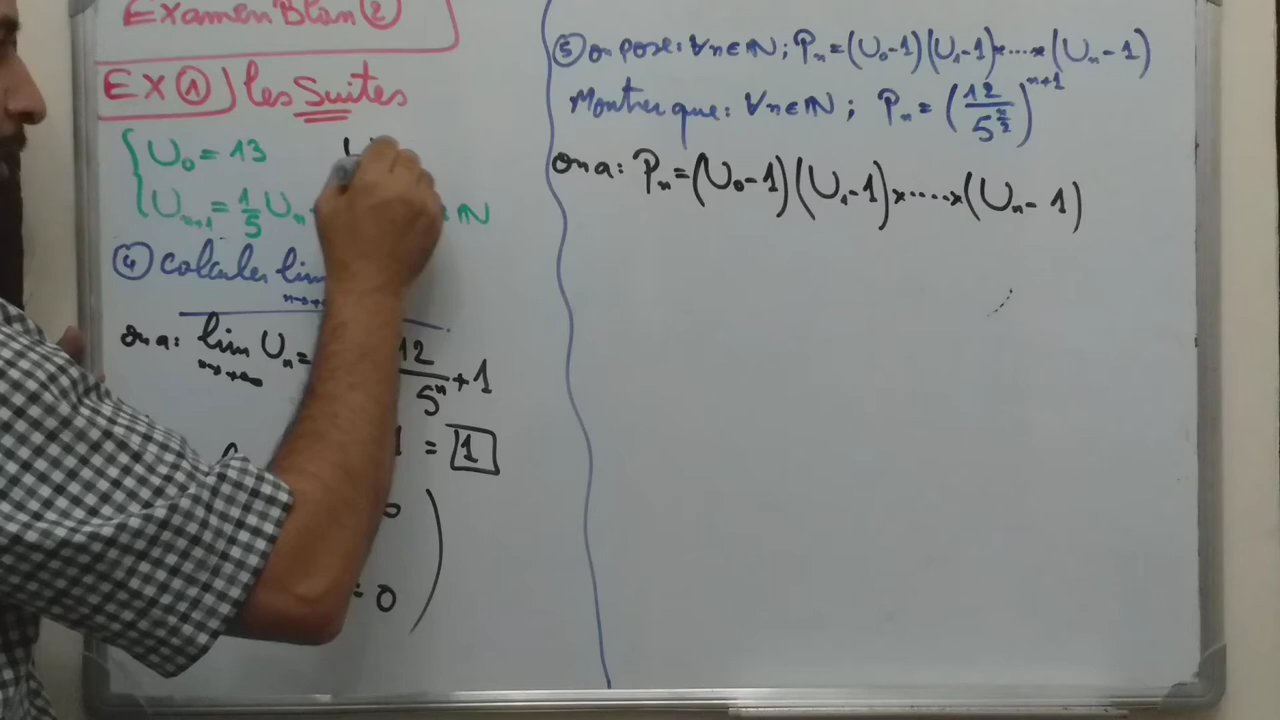 Examen Blan ②
EX ① les Suites
U₀ = 13
Uₙ₊₁ = 1/5 Uₙ ∈ ℕ
④ calculer lim
on a : lim Uₙ = 12/5ⁿ + 1
n→+∞
1 = 1
0
= 0
⑤ on pose : ∀n∈ℕ ; Pₙ = (U₀-1)(U₁-1)×....×(Uₙ-1)
Montrer que : ∀n∈ℕ ; Pₙ = (12/5^(n/2))^(n+1)
on a : Pₙ = (U₀-1)(U₁-1)×.....×(Uₙ-1)